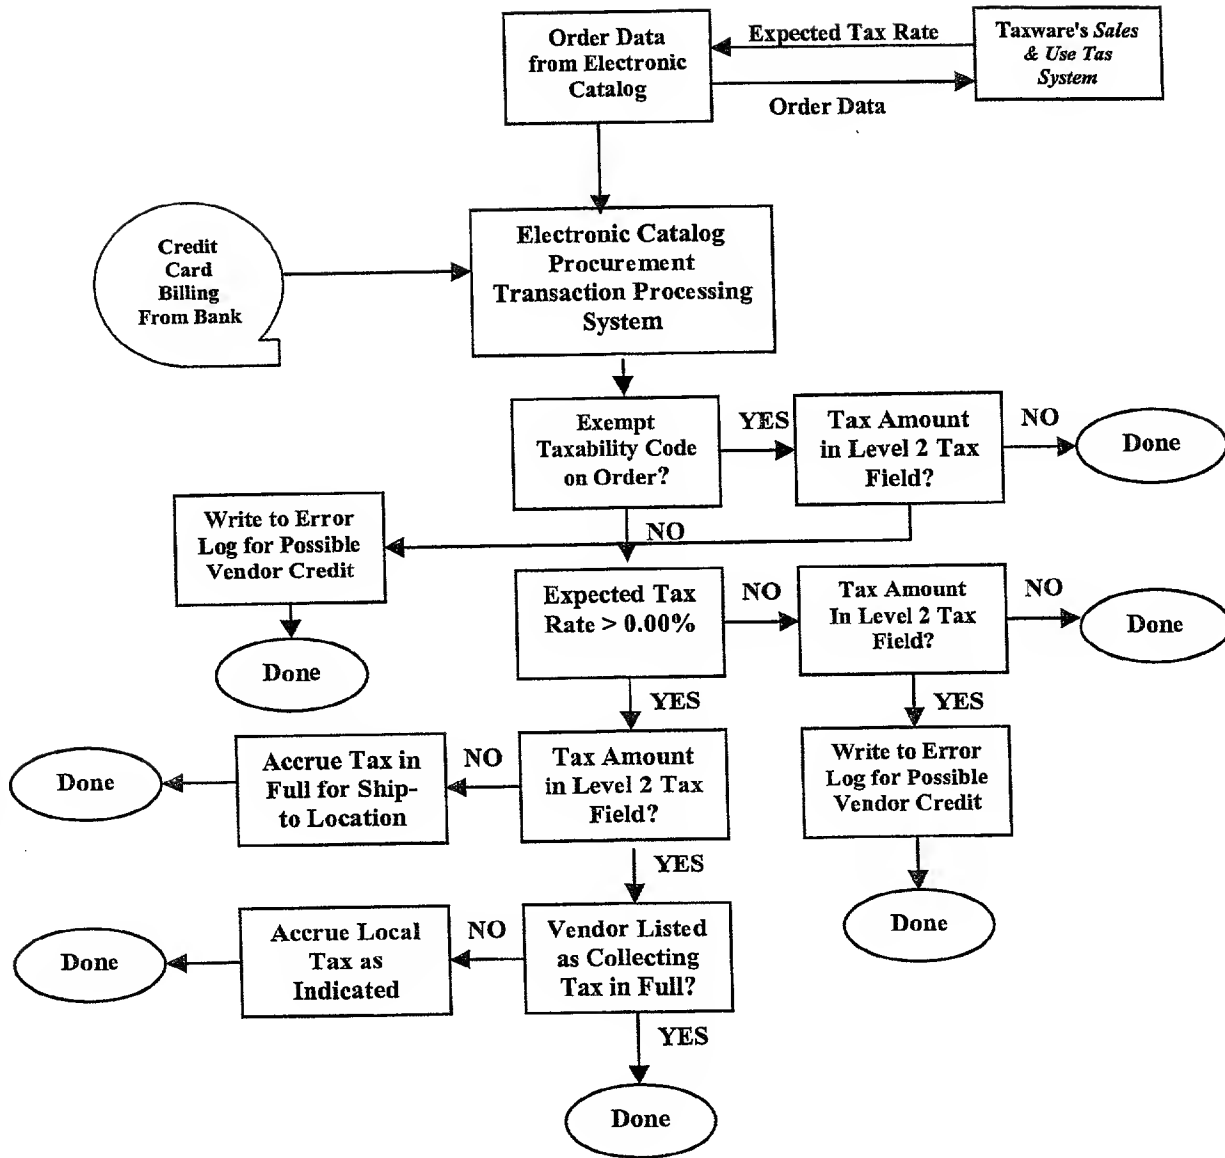 Order Data
from Electronic
Catalog
Expected Tax Rate
Order Data
Taxware's Sales
& Use Tas
System
Credit
Card
Billing
From Bank
Electronic Catalog
Procurement
Transaction Processing
System
Exempt
Taxability Code
on Order?
YES
Tax Amount
in Level 2 Tax
Field?
NO
Done
Write to Error
Log for Possible
Vendor Credit
NO
Done
Expected Tax
Rate > 0.00%
NO
Tax Amount
In Level 2 Tax
Field?
NO
Done
YES
YES
Write to Error
Log for Possible
Vendor Credit
Done
Tax Amount
in Level 2 Tax
Field?
NO
Accrue Tax in
Full for Ship-
to Location
Done
YES
Vendor Listed
as Collecting
Tax in Full?
NO
Accrue Local
Tax as
Indicated
Done
YES
Done